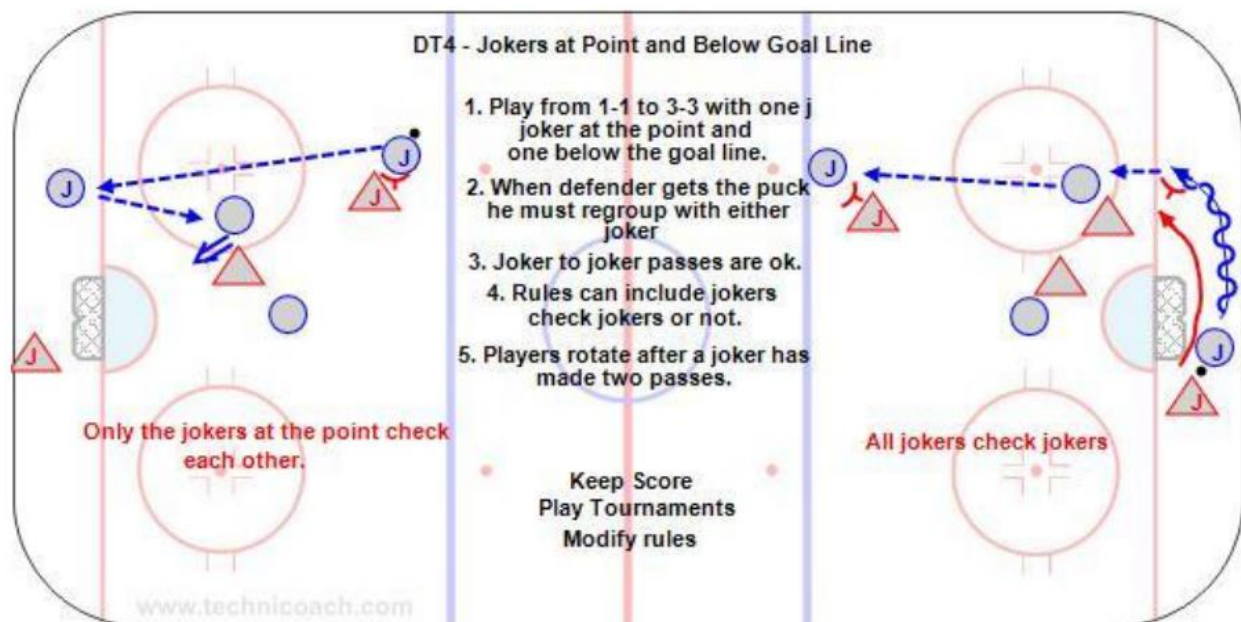 DT4 - Jokers at Point and Below Goal Line
1. Play from 1-1 to 3-3 with one j
joker at the point and
one below the goal line.
2. When defender gets the puck
he must regroup with either
joker
3. Joker to joker passes are ok.
4. Rules can include jokers
check jokers or not.
5. Players rotate after a joker has
made two passes.
Keep Score
Play Tournaments
Modify rules
J
J
J
J
Only the jokers at the point check
each other.
J
J
J
J
All jokers check jokers
www.technicoach.com